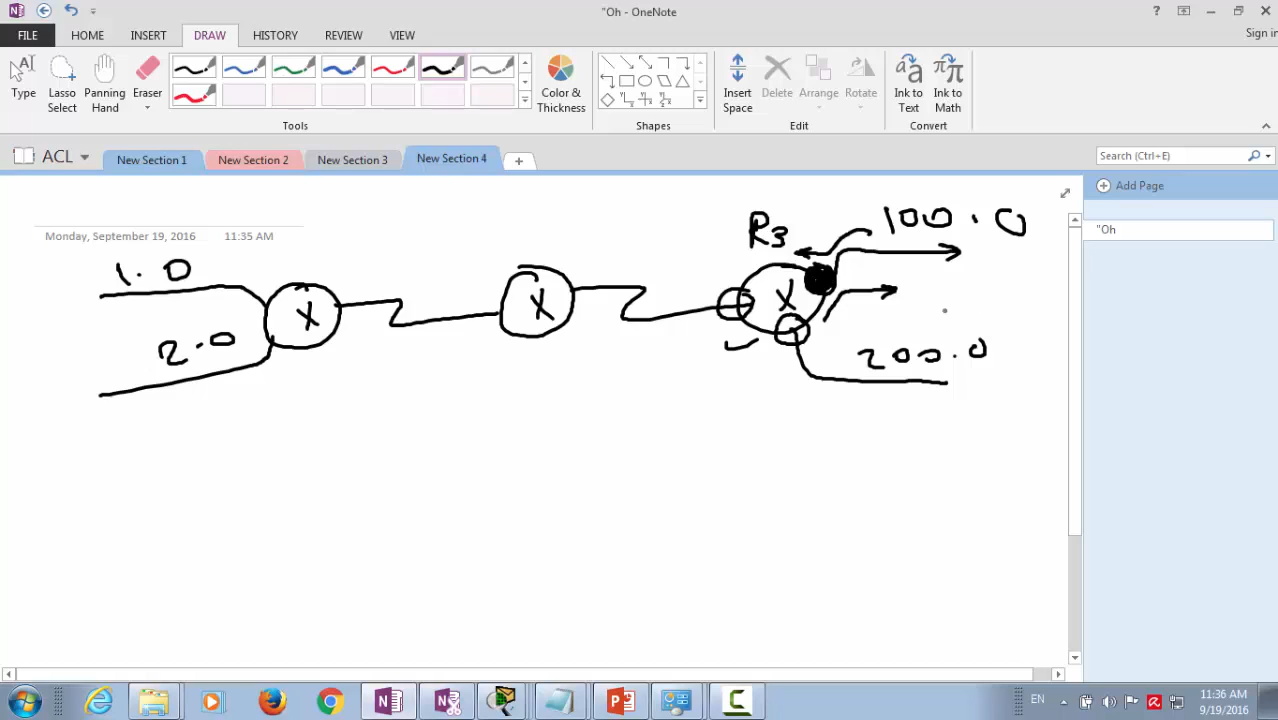 "Oh - OneNote
?
FILE HOME INSERT DRAW HISTORY REVIEW VIEW
Sign in
Type
Lasso Select
Panning Hand
Eraser
Color & Thickness
Insert Space
Delete
Arrange
Rotate
Ink to Text
Ink to Math
Tools Shapes Edit Convert
ACL New Section 1 New Section 2 New Section 3 New Section 4 +
Search (Ctrl+E)
Add Page
"Oh
Monday, September 19, 2016 11:35 AM
R3 100.0
1.0
X X X
2.0
200.0
EN
11:36 AM
9/19/2016